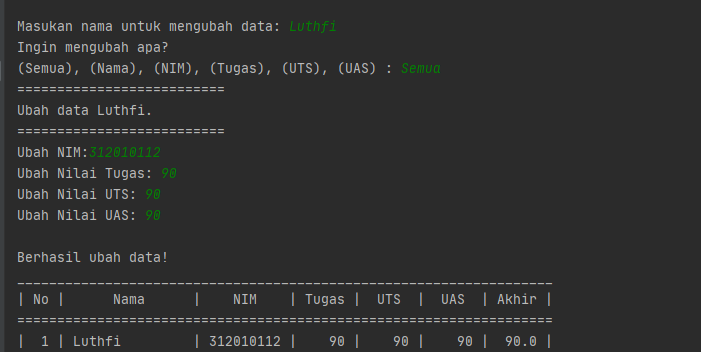 Masukan nama untuk mengubah data: Luthfi
Ingin mengubah apa?
(Semua), (Nama), (NIM), (Tugas), (UTS), (UAS) : Semua
==========================
Ubah data Luthfi.
==========================
Ubah NIM:312010112
Ubah Nilai Tugas: 90
Ubah Nilai UTS: 90
Ubah Nilai UAS: 90
Berhasil ubah data!
___________________________________________________________________
| No |      Nama      |    NIM    | Tugas |  UTS  |  UAS  | Akhir |
===================================================================
|  1 | Luthfi         | 312010112 |    90 |    90 |    90 |  90.0 |